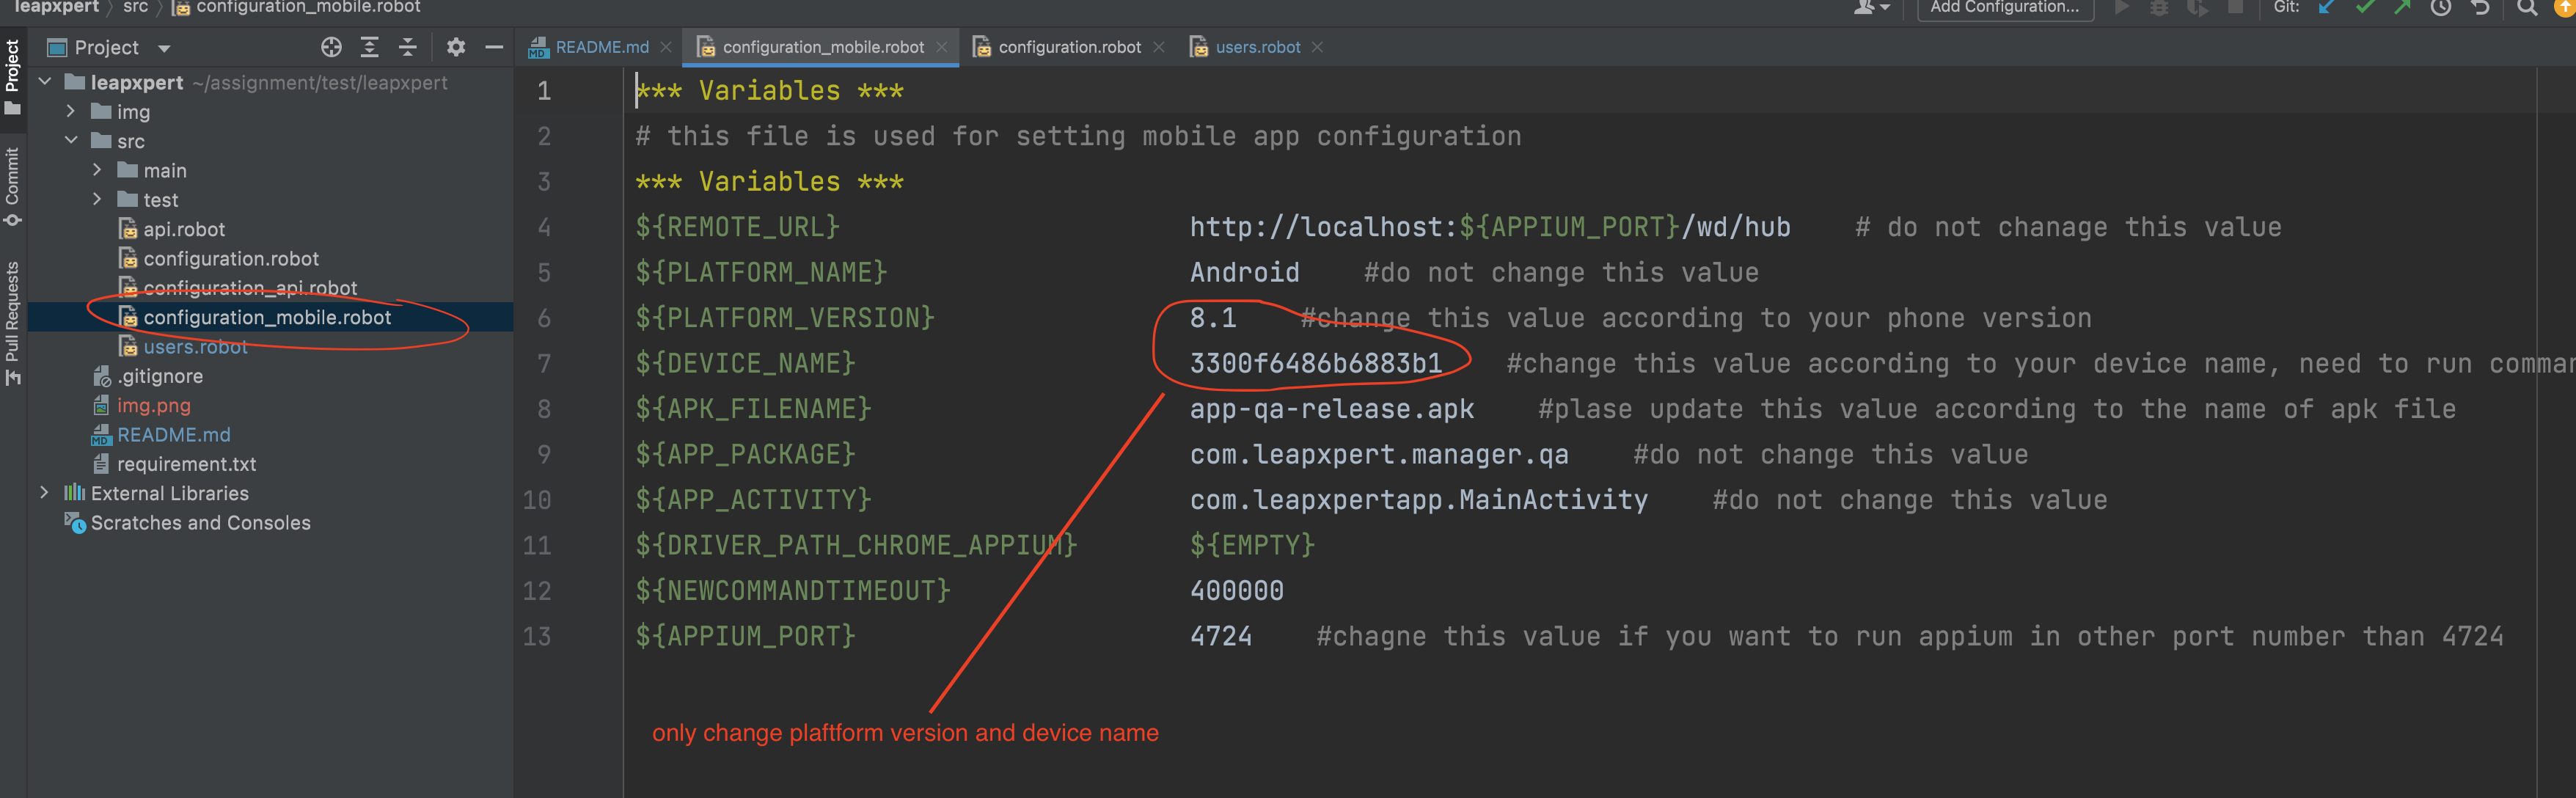 leapxpert src configuration_mobile.robot
Add Configuration... Git:
Project
Project
Commit
Pull Requests
leapxpert ~/assignment/test/leapxpert
img
src
main
test
api.robot
configuration.robot
configuration_api.robot
configuration_mobile.robot
users.robot
.gitignore
img.png
README.md
requirement.txt
External Libraries
Scratches and Consoles
README.md configuration_mobile.robot configuration.robot users.robot
1 *** Variables ***
2 # this file is used for setting mobile app configuration
3 *** Variables ***
4 ${REMOTE_URL} http://localhost:${APPIUM_PORT}/wd/hub # do not chanage this value
5 ${PLATFORM_NAME} Android #do not change this value
6 ${PLATFORM_VERSION} 8.1 #change this value according to your phone version
7 ${DEVICE_NAME} 3300f6486b6883b1 #change this value according to your device name, need to run
8 ${APK_FILENAME} app-qa-release.apk #plase update this value according to the name of apk file
9 ${APP_PACKAGE} com.leapxpert.manager.qa #do not change this value
10 ${APP_ACTIVITY} com.leapxpertapp.MainActivity #do not change this value
11 ${DRIVER_PATH_CHROME_APPIUM} ${EMPTY}
12 ${NEWCOMMANDTIMEOUT} 400000
13 ${APPIUM_PORT} 4724 #chagne this value if you want to run appium in other port number than 4724
only change plaftform version and device name